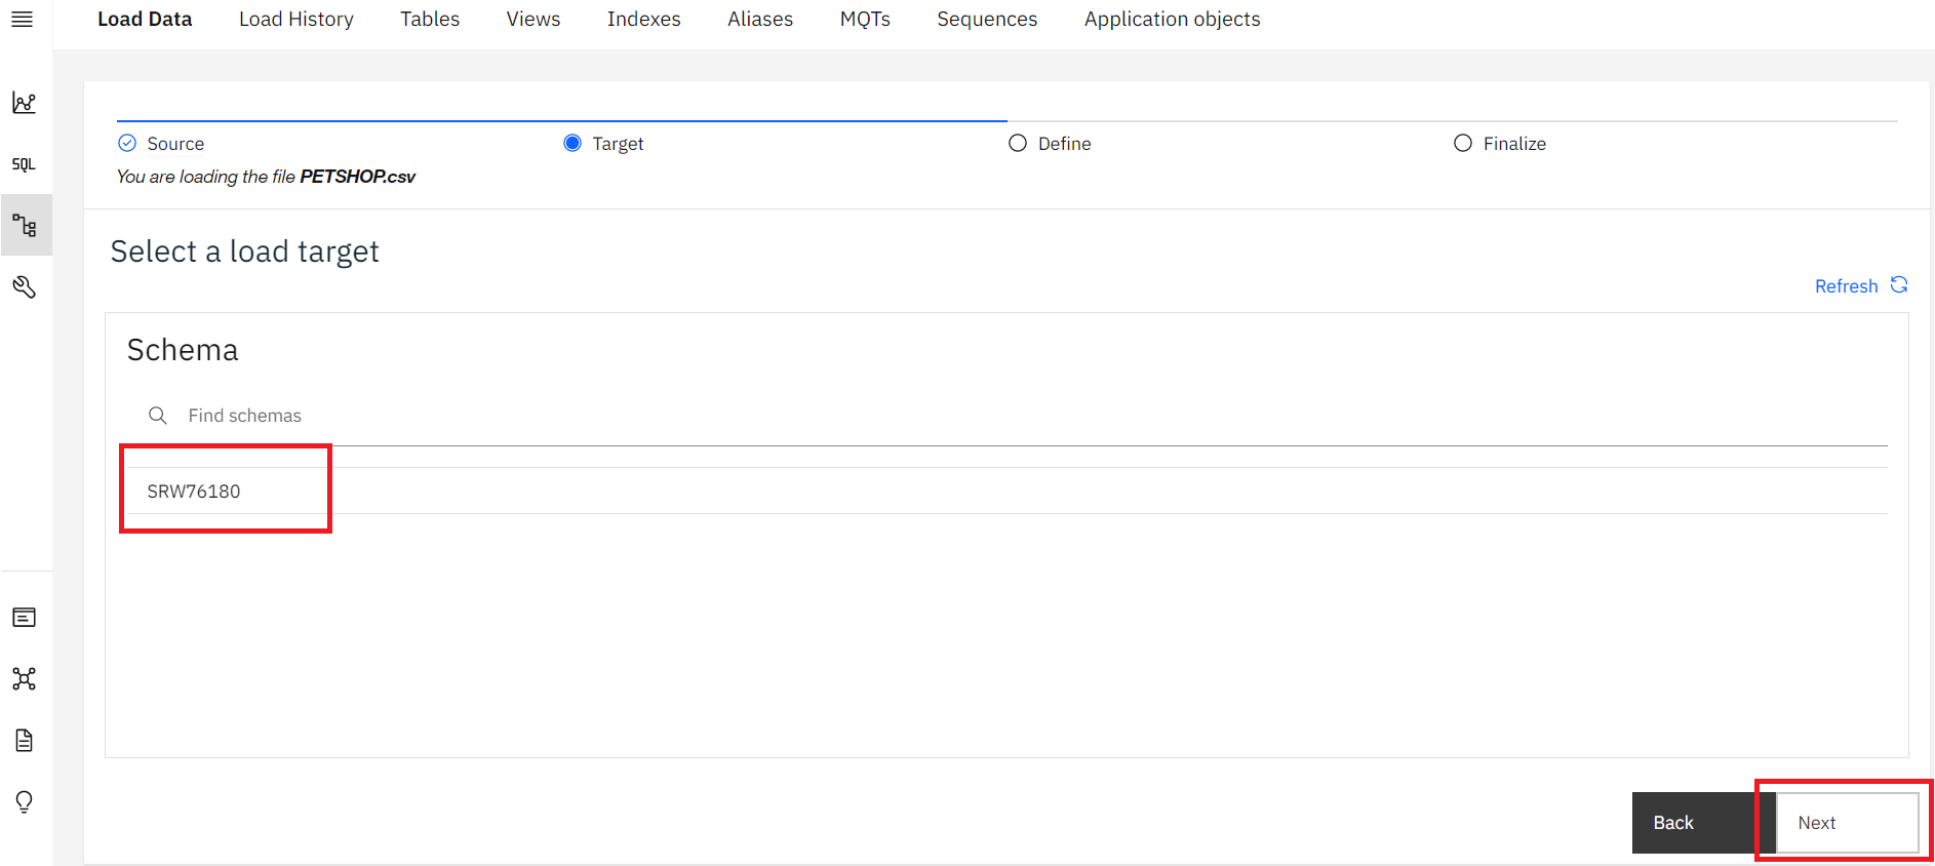 Load Data Load History Tables Views Indexes Aliases MQTs Sequences Application objects
Source Target Define Finalize
You are loading the file PETSHOP.csv
SQL
Select a load target
Refresh
Schema
Find schemas
SRW76180
Back Next